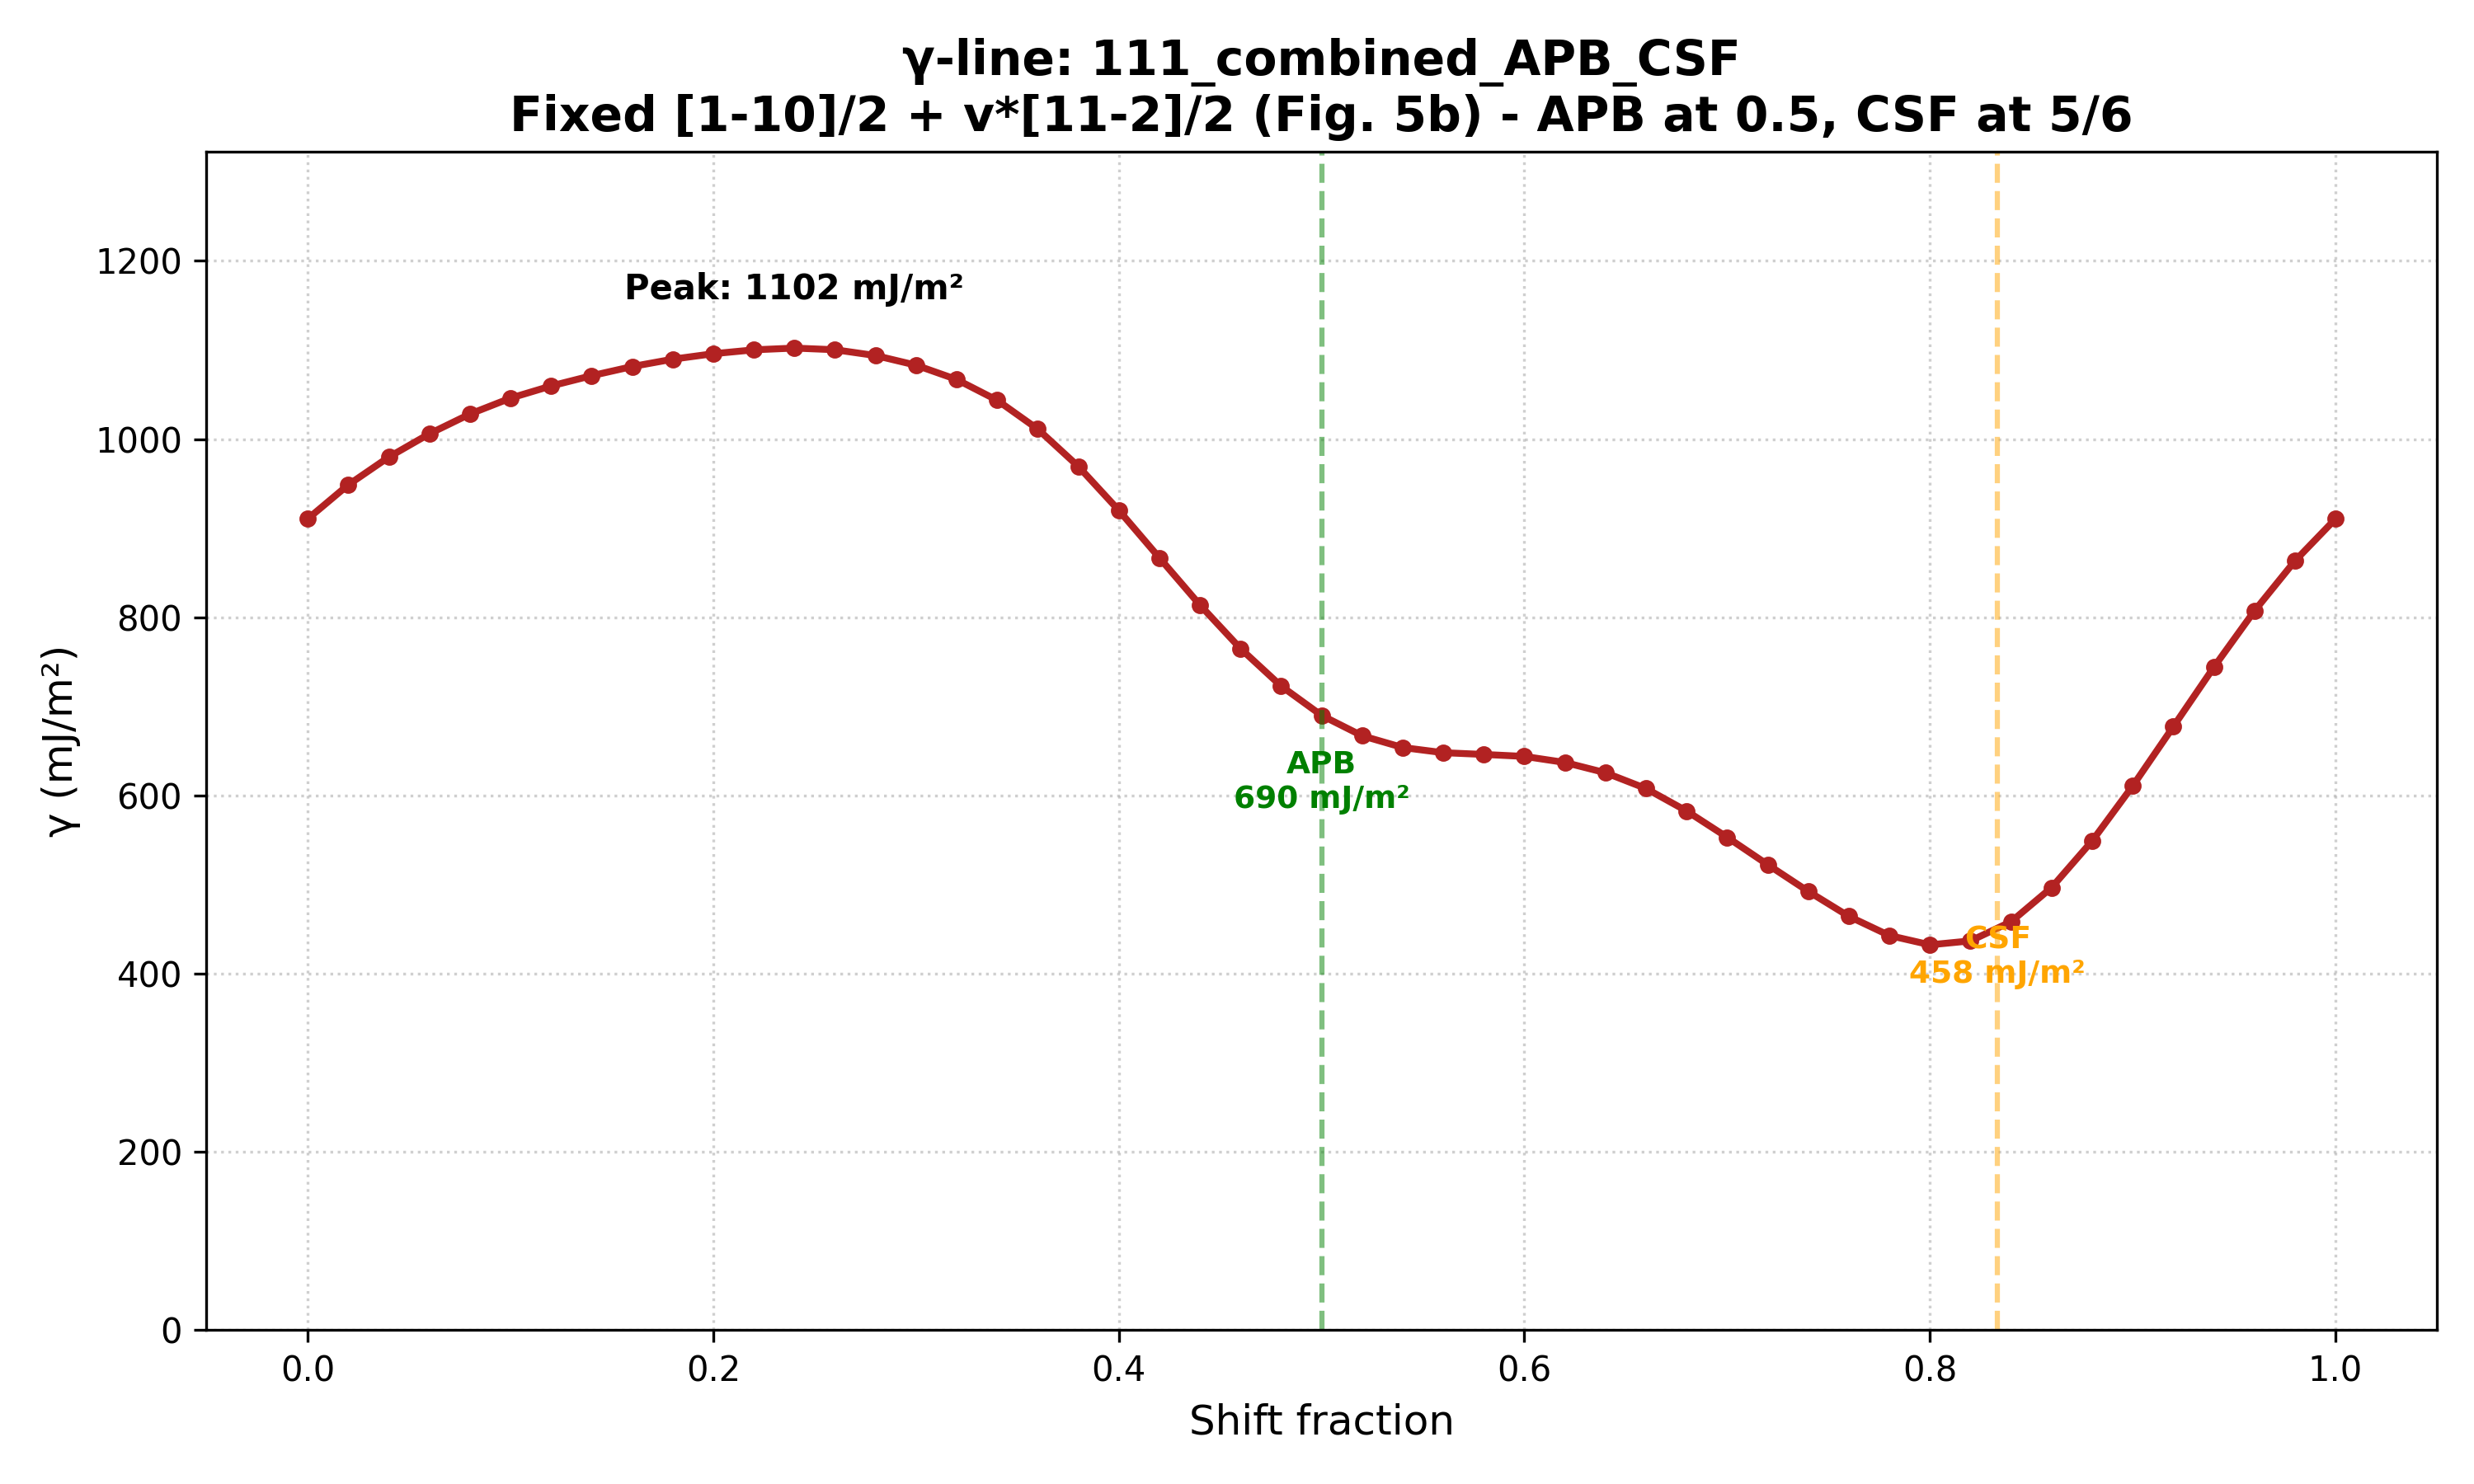 γ-line: 111_combined_APB_CSF
Fixed [1-10]/2 + v*[11-2]/2 (Fig. 5b) - APB at 0.5, CSF at 5/6
1200
1000
800
600
400
200
0
γ (mJ/m²)
Peak: 1102 mJ/m²
APB
690 mJ/m²
CSF
458 mJ/m²
0.0
0.2
0.4
0.6
0.8
1.0
Shift fraction